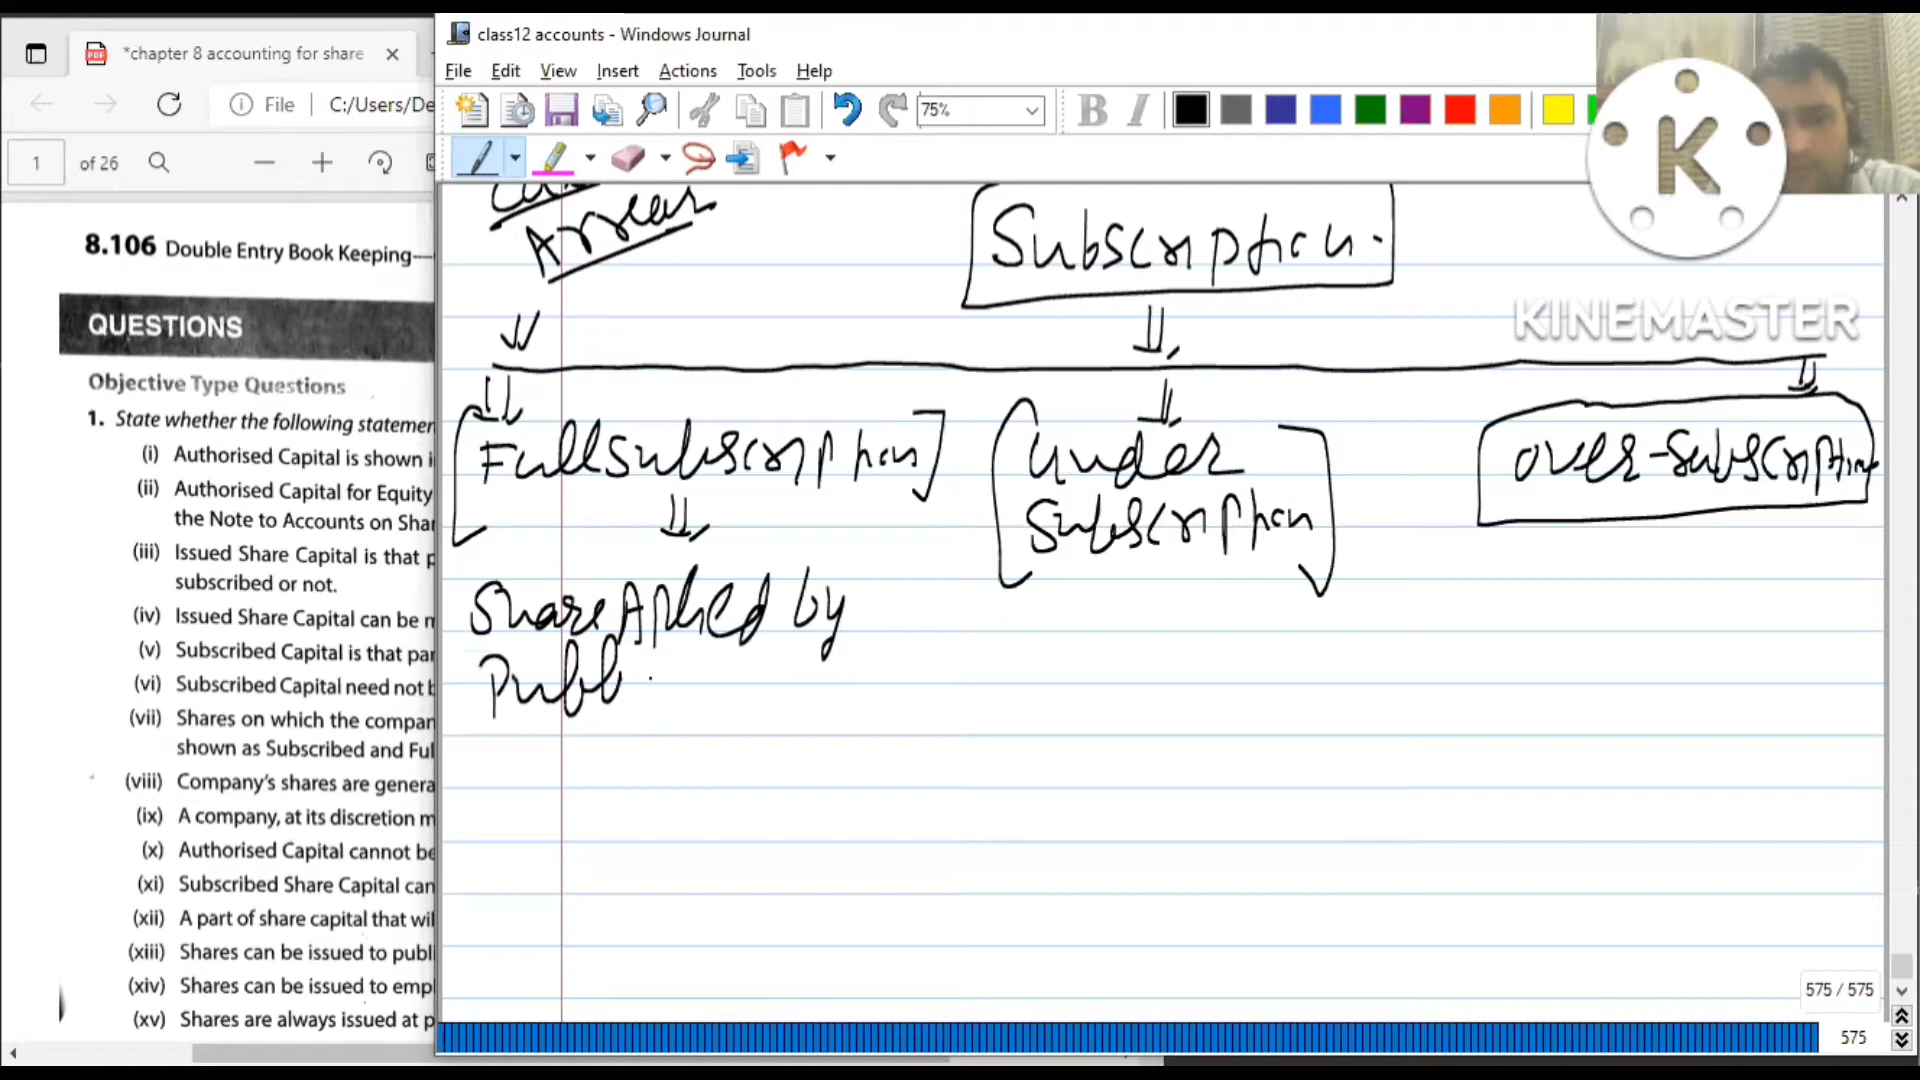 class12 accounts - Windows Journal
*chapter 8 accounting for share
File Edit View Insert Actions Tools Help
File C:/Users/De
75%
B I
1 of 26
K
KINEMASTER
8.106 Double Entry Book Keeping—
QUESTIONS
Objective Type Questions
1. State whether the following statemen
(i) Authorised Capital is shown i
(ii) Authorised Capital for Equity
the Note to Accounts on Shar
(iii) Issued Share Capital is that p
subscribed or not.
(iv) Issued Share Capital can be m
(v) Subscribed Capital is that par
(vi) Subscribed Capital need not b
(vii) Shares on which the compan
shown as Subscribed and Ful
(viii) Company's shares are genera
(ix) A company, at its discretion m
(x) Authorised Capital cannot be
(xi) Subscribed Share Capital can
(xii) A part of share capital that wil
(xiii) Shares can be issued to publi
(xiv) Shares can be issued to empl
(xv) Shares are always issued at p
Arrear
Subscription.
Full subscription
Under
Subscription
over-subscription
Share Applied by
Publ
575 / 575
575